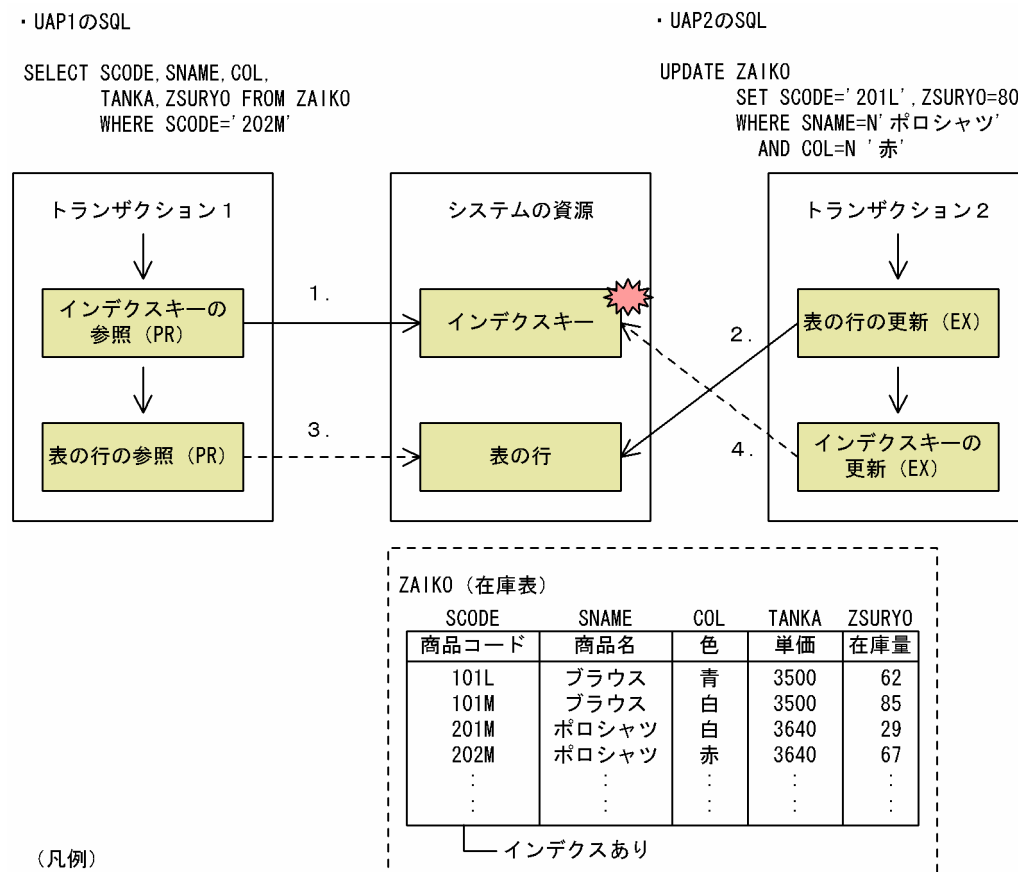 ・UAP1のSQL
SELECT SCODE,SNAME,COL,
TANKA,ZSURYO FROM ZAIKO
WHERE SCODE='202M'
・UAP2のSQL
UPDATE ZAIKO
SET SCODE='201L',ZSURYO=80
WHERE SNAME=N'ポロシャツ'
AND COL=N '赤'
トランザクション1
インデクスキーの
参照（PR）
表の行の参照（PR）
1.
3.
システムの資源
インデクスキー
表の行
2.
4.
トランザクション2
表の行の更新（EX）
インデクスキーの
更新（EX）
ZAIKO（在庫表）
SCODE SNAME COL TANKA ZSURYO
商品コード 商品名 色 単価 在庫量
101L ブラウス 青 3500 62
101M ブラウス 白 3500 85
201M ポロシャツ 白 3640 29
202M ポロシャツ 赤 3640 67
: : : : :
: : : : :
インデクスあり
（凡例）